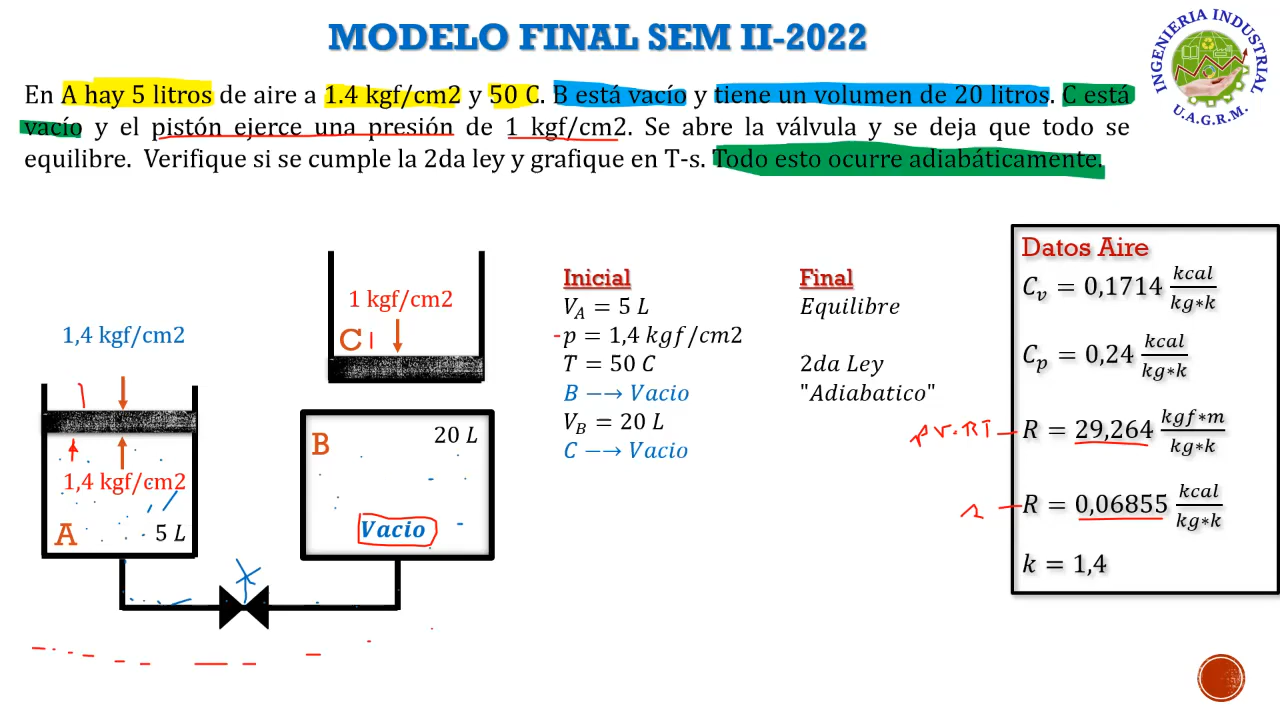 MODELO FINAL SEM II-2022
INGENIERIA INDUSTRIAL
U.A.G.R.M.
En A hay 5 litros de aire a 1.4 kgf/cm2 y 50 C. B está vacío y tiene un volumen de 20 litros. C está
vacío y el pistón ejerce una presión de 1 kgf/cm2. Se abre la válvula y se deja que todo se
equilibre. Verifique si se cumple la 2da ley y grafique en T-s. Todo esto ocurre adiabáticamente.
1,4 kgf/cm2
1,4 kgf/cm2
A
5 L
1 kgf/cm2
C
B
20 L
Vacio
Inicial
V_A = 5 L
p = 1,4 kgf/cm2
T = 50 C
B −→ Vacio
V_B = 20 L
C −→ Vacio
Final
Equilibre
2da Ley
"Adiabatico"
Datos Aire
C_v = 0,1714 kcal/kg∗k
C_p = 0,24 kcal/kg∗k
pv=RT
R = 29,264 kgf∗m/kg∗k
R = 0,06855 kcal/kg∗k
k = 1,4